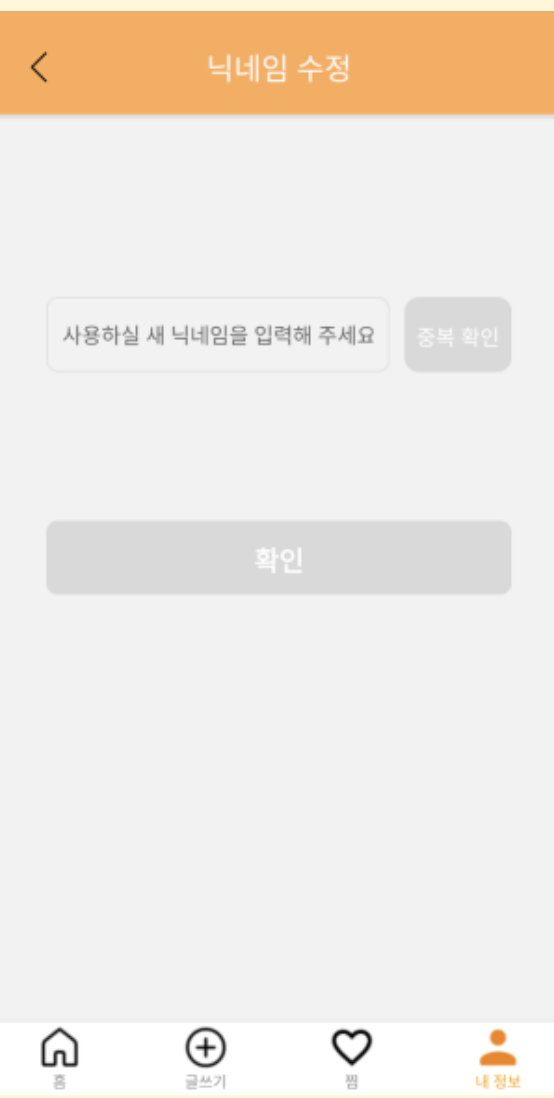 닉네임 수정
사용하실 새 닉네임을 입력해 주세요
중복 확인
확인
홈
글쓰기
찜
내 정보